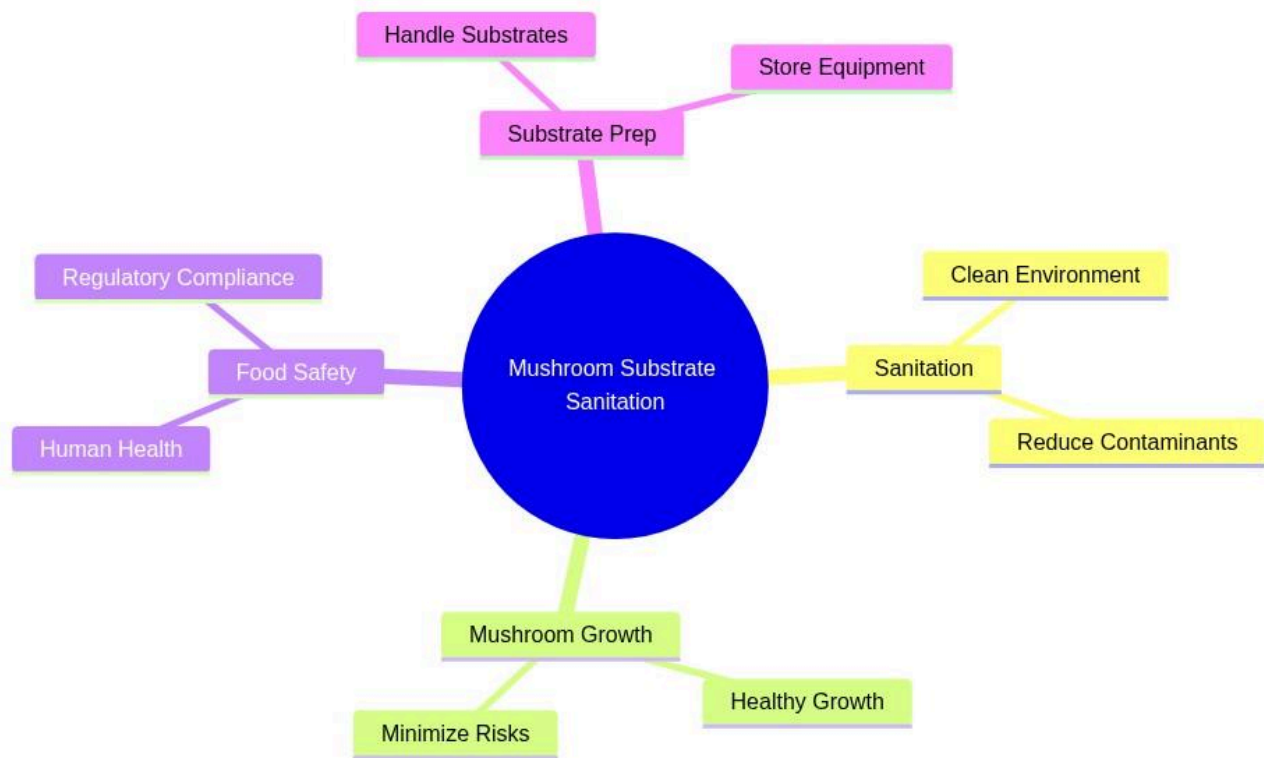 Handle Substrates
Store Equipment
Substrate Prep
Regulatory Compliance
Clean Environment
Food Safety
Mushroom Substrate
Sanitation
Sanitation
Human Health
Reduce Contaminants
Mushroom Growth
Healthy Growth
Minimize Risks